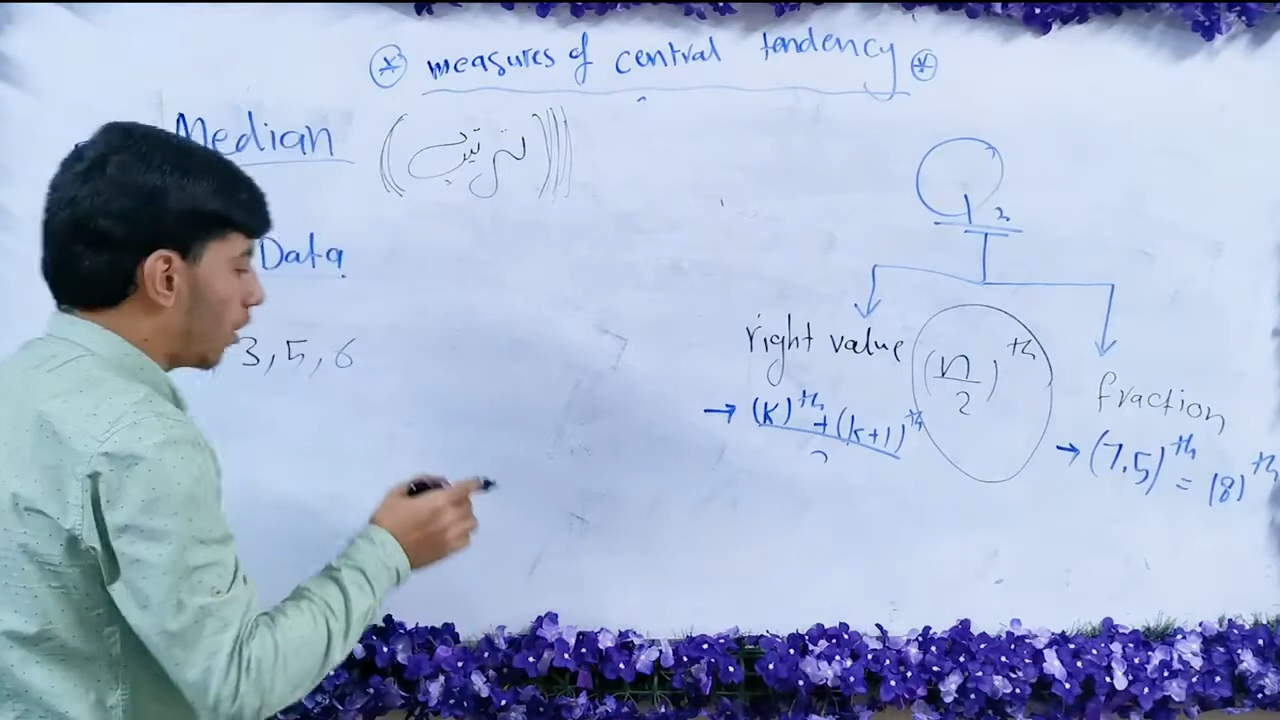 * measures of central tendency *
Median (ترتیب)
Data
3, 5, 6
Q₂
right value
(n/2)ᵗʰ
fraction
→ (k)ᵗʰ + (k+1)ᵗʰ
2
→ (7.5)ᵗʰ = (8)ᵗʰ